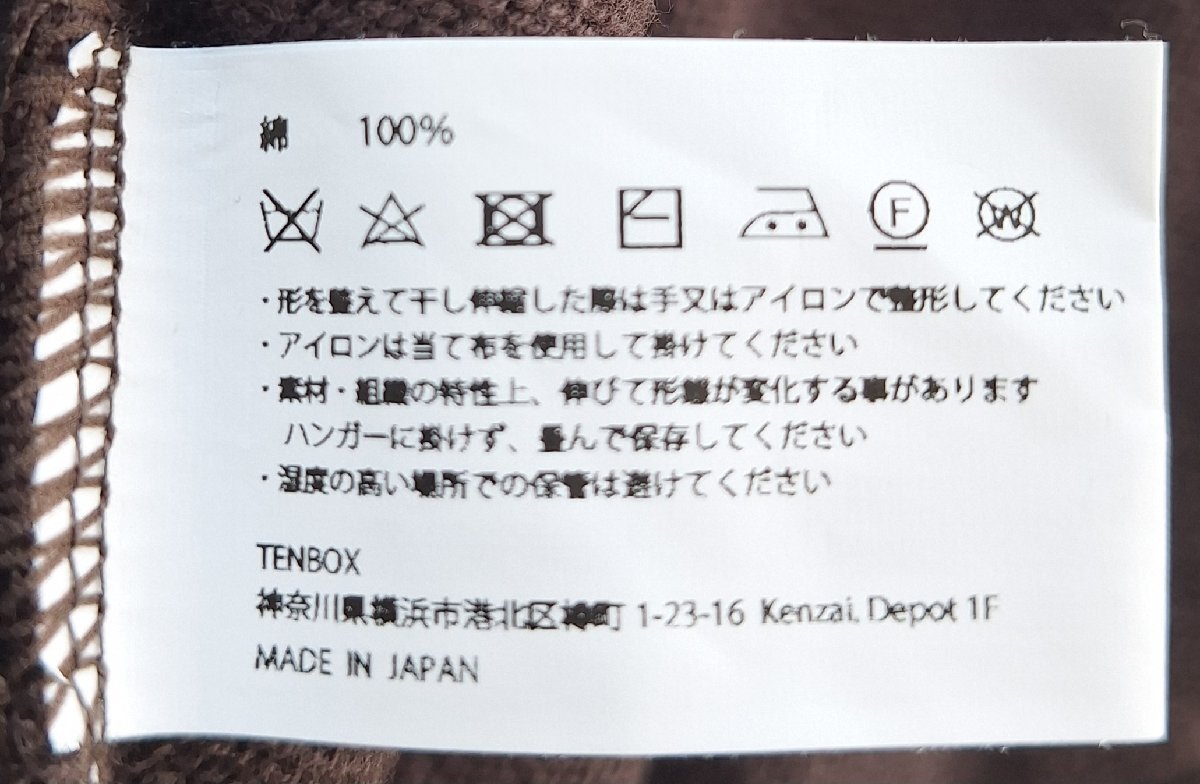 綿 100%
F W
・形を整えて干し伸縮した際は手又はアイロンで整形してください
・アイロンは当て布を使用して掛けてください
・素材・組織の特性上、伸びて形態が変化する事があります
ハンガーに掛けず、畳んで保存してください
・湿度の高い場所での保管は避けてください
TENBOX
神奈川県横浜市港北区樽町 1-23-16 Kenzai. Depot 1F
MADE IN JAPAN